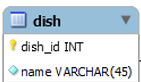 dish
dish_id INT
name VARCHAR(45)